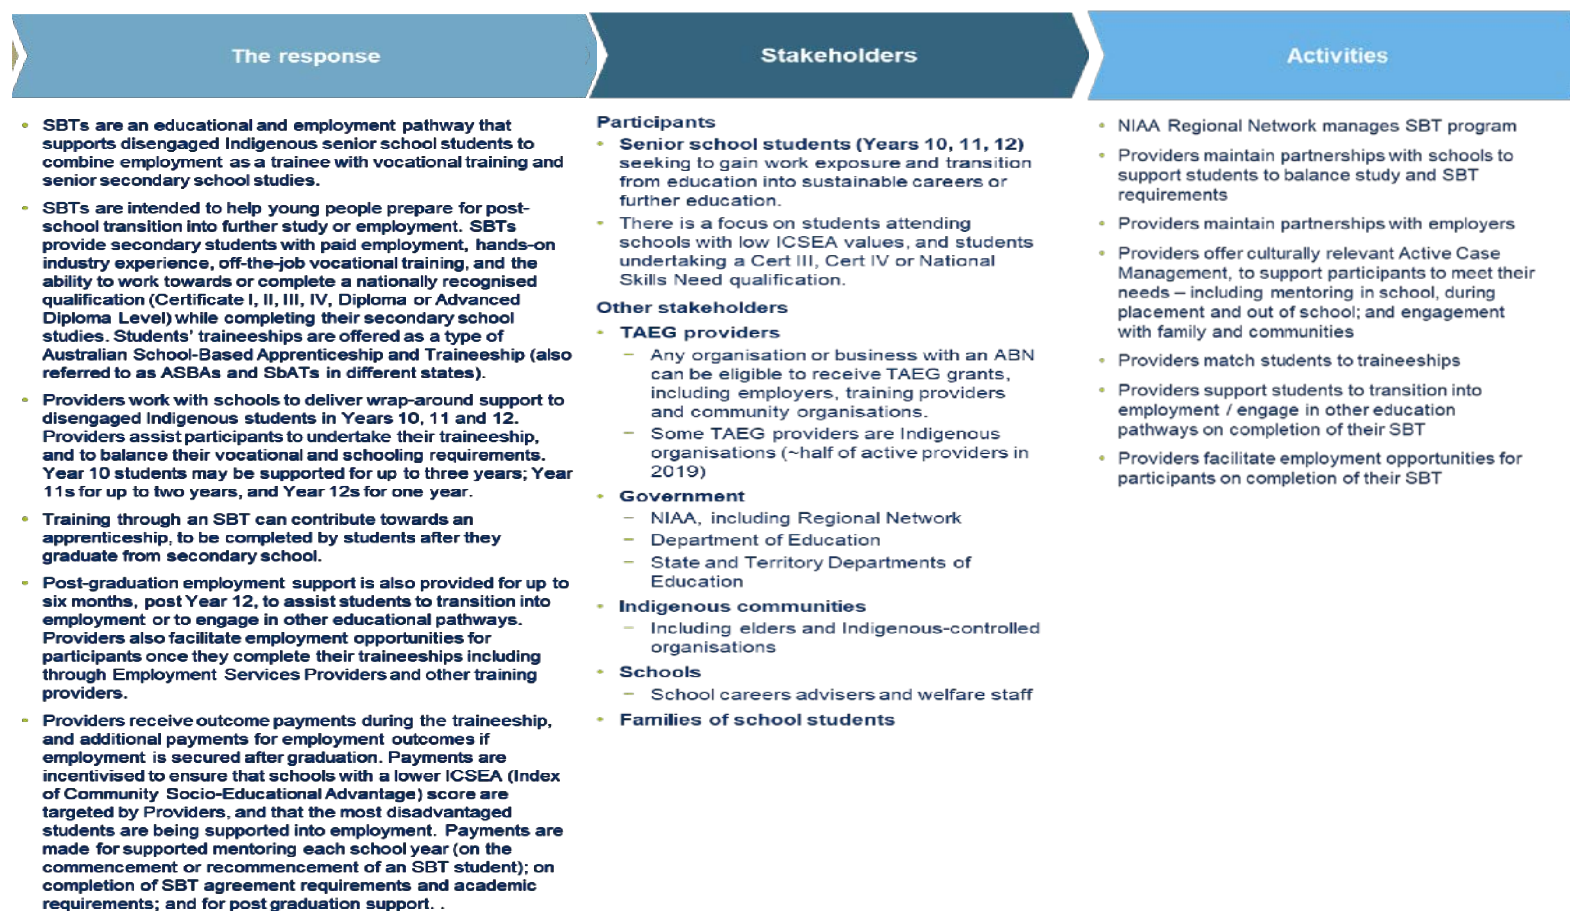 The response
SBTs are an educational and employment pathway that
supports disengaged Indigenous senior school students to
combine employment as a trainee with vocational training and
senior secondary school studies.
SBTs are intended to help young people prepare for post-
school transition into further study or employment. SBTs
provide secondary students with paid employment, hands-on
industry experience, off-the-job vocational training, and the
ability to work towards or complete a nationally recognised
qualification (Certificate I, II, III, IV, Diploma or Advanced
Diploma Level) while completing their secondary school
studies. Students' traineeships are offered as a type of
Australian School-Based Apprenticeship and Traineeship (also
referred to as ASBAs and SbATs in different states).
Providers work with schools to deliver wrap-around support to
disengaged Indigenous students in Years 10, 11 and 12.
Providers assist participants to undertake their traineeship,
and to balance their vocational and schooling requirements.
Year 10 students may be supported for up to three years; Year
11s for up to two years, and Year 12s for one year.
Training through an SBT can contribute towards an
apprenticeship, to be completed by students after they
graduate from secondary school.
Post-graduation employment support is also provided for up to
six months, post Year 12, to assist students to transition into
employment or to engage in other educational pathways.
Providers also facilitate employment opportunities for
participants once they complete their traineeships including
through Employment Services Providers and other training
providers.
Providers receive outcome payments during the traineeship,
and additional payments for employment outcomes if
employment is secured after graduation. Payments are
incentivised to ensure that schools with a lower ICSEA (Index
of Community Socio-Educational Advantage) score are
targeted by Providers, and that the most disadvantaged
students are being supported into employment. Payments are
made for supported mentoring each school year (on the
commencement or recommencement of an SBT student); on
completion of SBT agreement requirements and academic
requirements; and for post graduation support. .
Stakeholders
Participants
Senior school students (Years 10, 11, 12)
seeking to gain work exposure and transition
from education into sustainable careers or
further education.
There is a focus on students attending
schools with low ICSEA values, and students
undertaking a Cert III, Cert IV or National
Skills Need qualification.
Other stakeholders
TAEG providers
– Any organisation or business with an ABN
can be eligible to receive TAEG grants,
including employers, training providers
and community organisations.
– Some TAEG providers are Indigenous
organisations (~half of active providers in
2019)
Government
– NIAA, including Regional Network
– Department of Education
– State and Territory Departments of
Education
Indigenous communities
– Including elders and Indigenous-controlled
organisations
Schools
– School careers advisers and welfare staff
Families of school students
Activities
NIAA Regional Network manages SBT program
Providers maintain partnerships with schools to
support students to balance study and SBT
requirements
Providers maintain partnerships with employers
Providers offer culturally relevant Active Case
Management, to support participants to meet their
needs – including mentoring in school, during
placement and out of school; and engagement
with family and communities
Providers match students to traineeships
Providers support students to transition into
employment / engage in other education
pathways on completion of their SBT
Providers facilitate employment opportunities for
participants on completion of their SBT